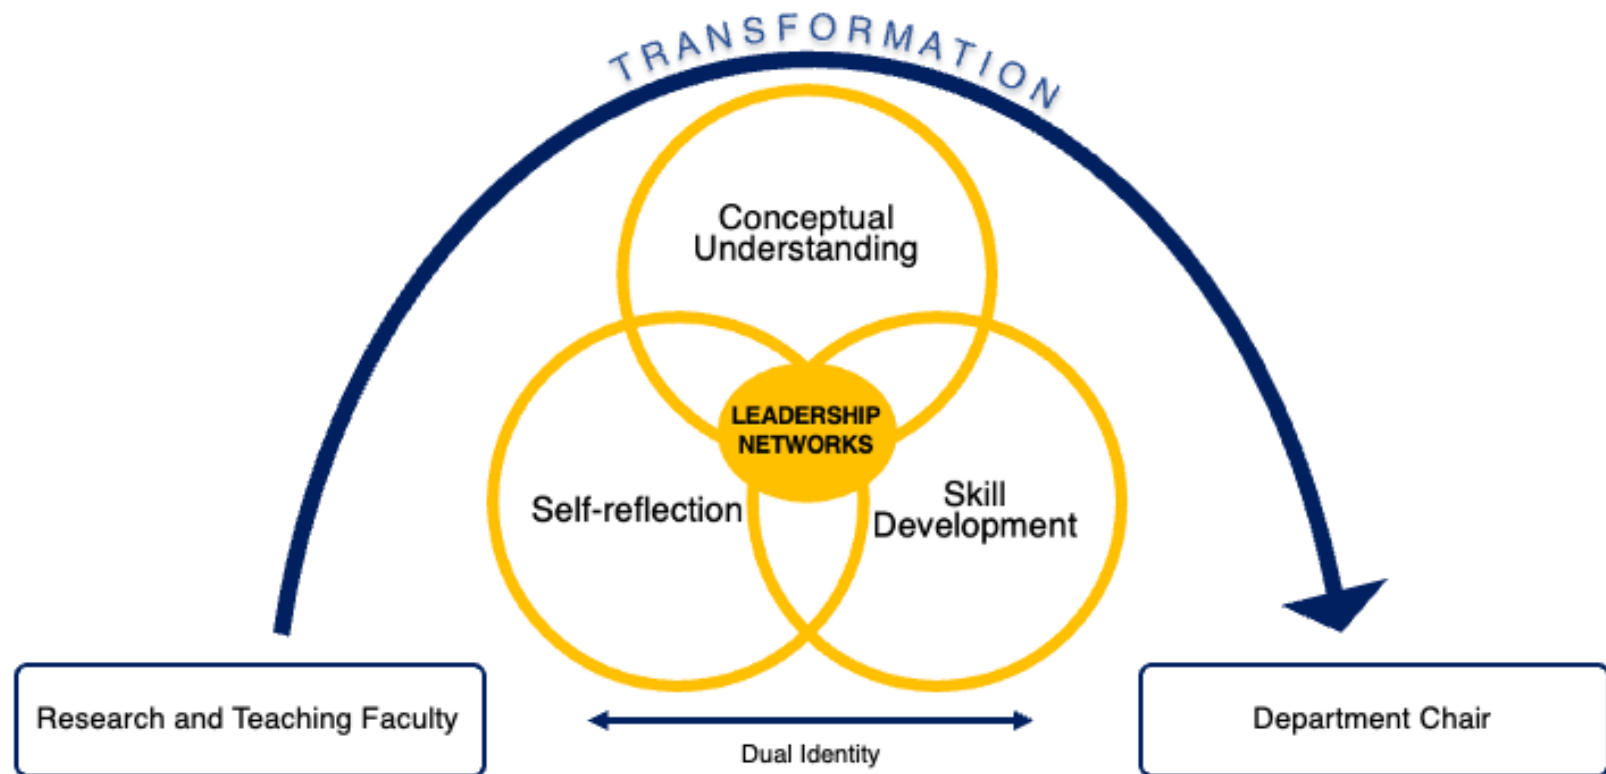 TRANSFORMATION
Conceptual
Understanding
LEADERSHIP
NETWORKS
Self-reflection
Skill
Development
Research and Teaching Faculty
Dual Identity
Department Chair